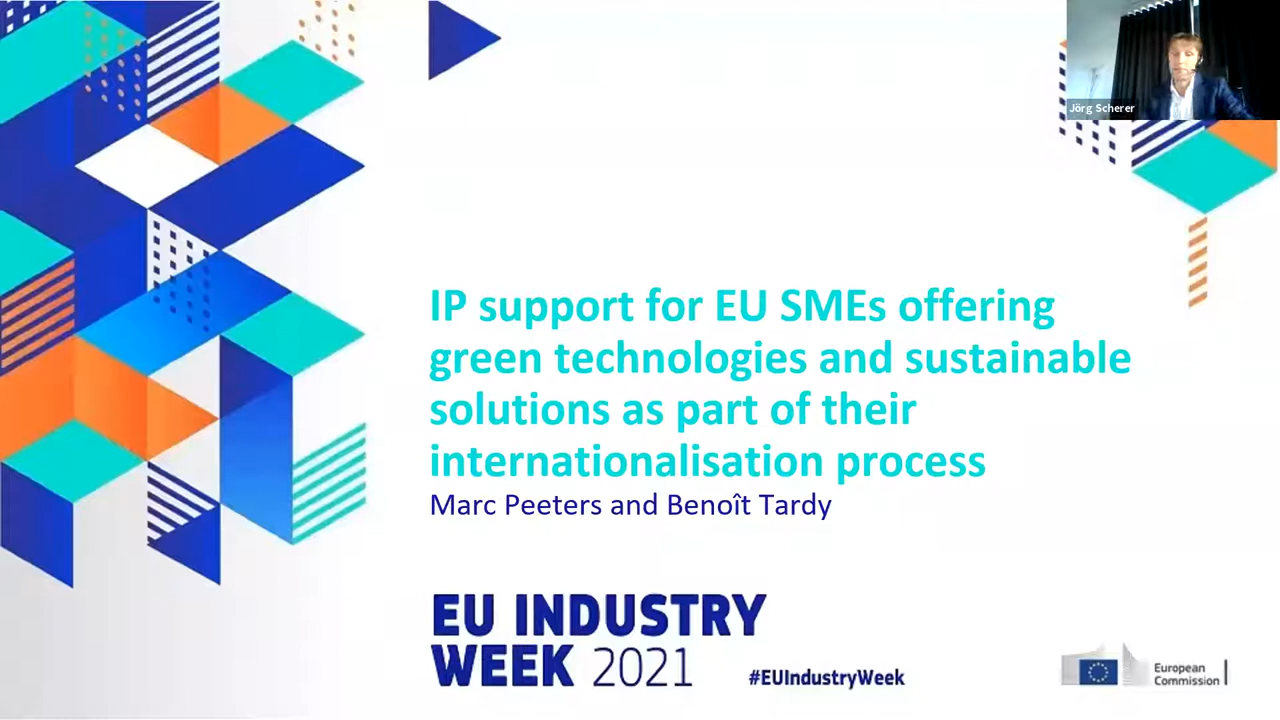 Jörg Scherer
IP support for EU SMEs offering
green technologies and sustainable
solutions as part of their
internationalisation process
Marc Peeters and Benoît Tardy
EU INDUSTRY
WEEK 2021
#EUIndustryWeek
European
Commission